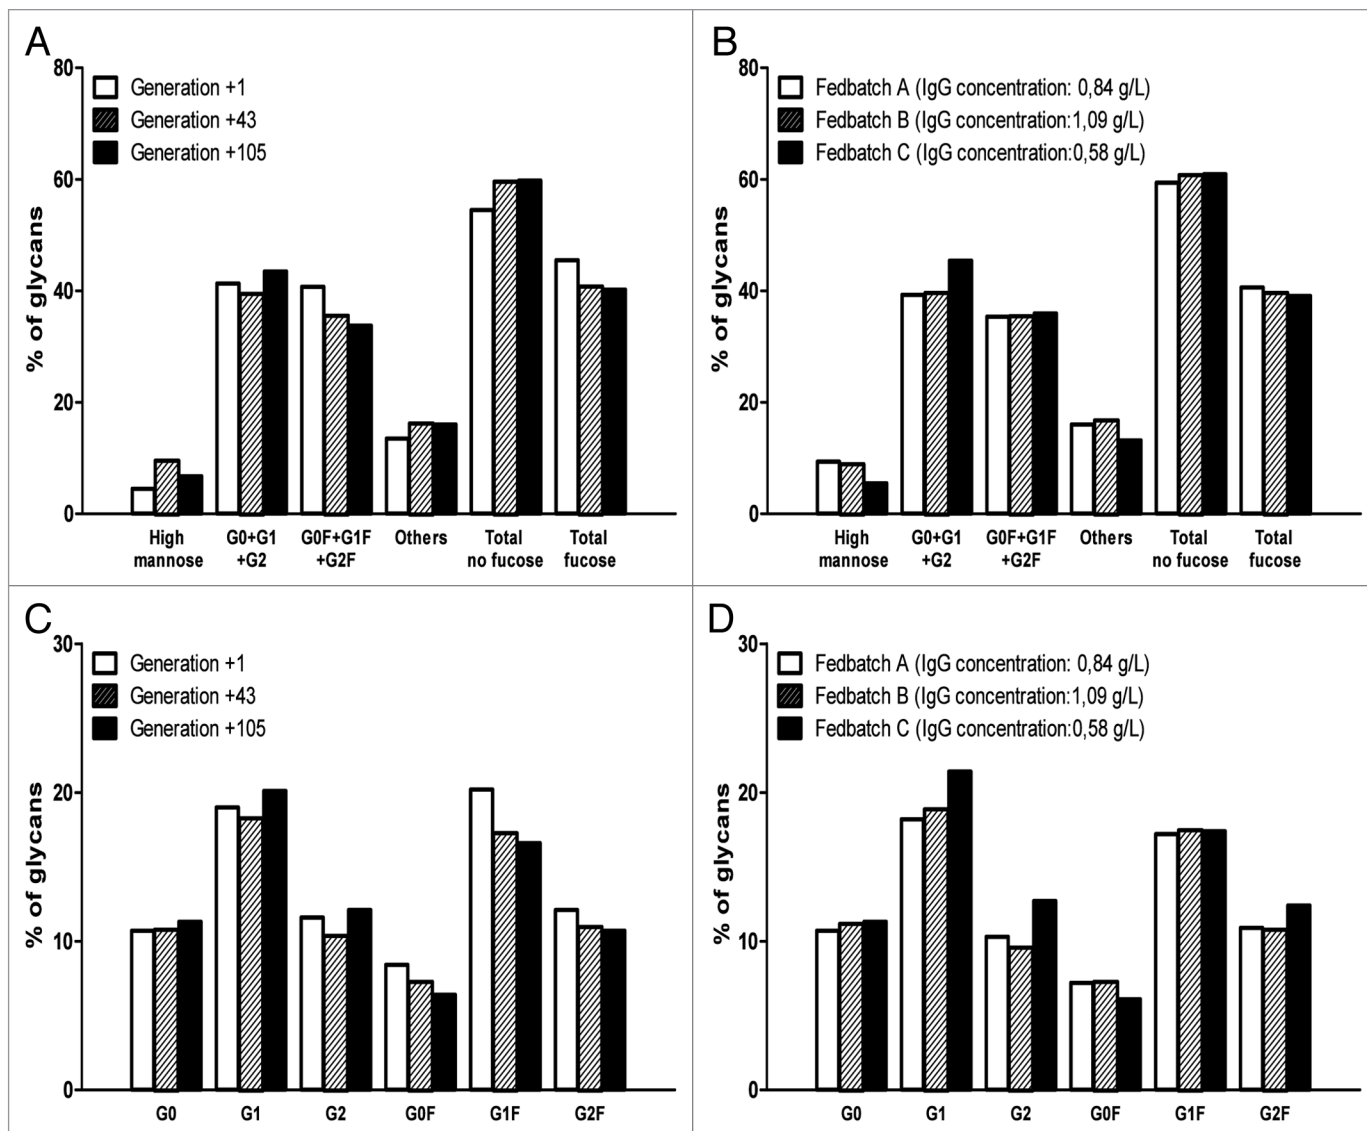 A
80
60
40
20
0
% of glycans
Generation +1
Generation +43
Generation +105
High mannose
G0+G1 +G2
G0F+G1F +G2F
Others
Total no fucose
Total fucose
B
80
60
40
20
0
% of glycans
Fedbatch A (IgG concentration: 0,84 g/L)
Fedbatch B (IgG concentration:1,09 g/L)
Fedbatch C (IgG concentration:0,58 g/L)
High mannose
G0+G1 +G2
G0F+G1F +G2F
Others
Total no fucose
Total fucose
C
30
20
10
0
% of glycans
Generation +1
Generation +43
Generation +105
G0
G1
G2
G0F
G1F
G2F
D
30
20
10
0
% of glycans
Fedbatch A (IgG concentration: 0,84 g/L)
Fedbatch B (IgG concentration:1,09 g/L)
Fedbatch C (IgG concentration:0,58 g/L)
G0
G1
G2
G0F
G1F
G2F